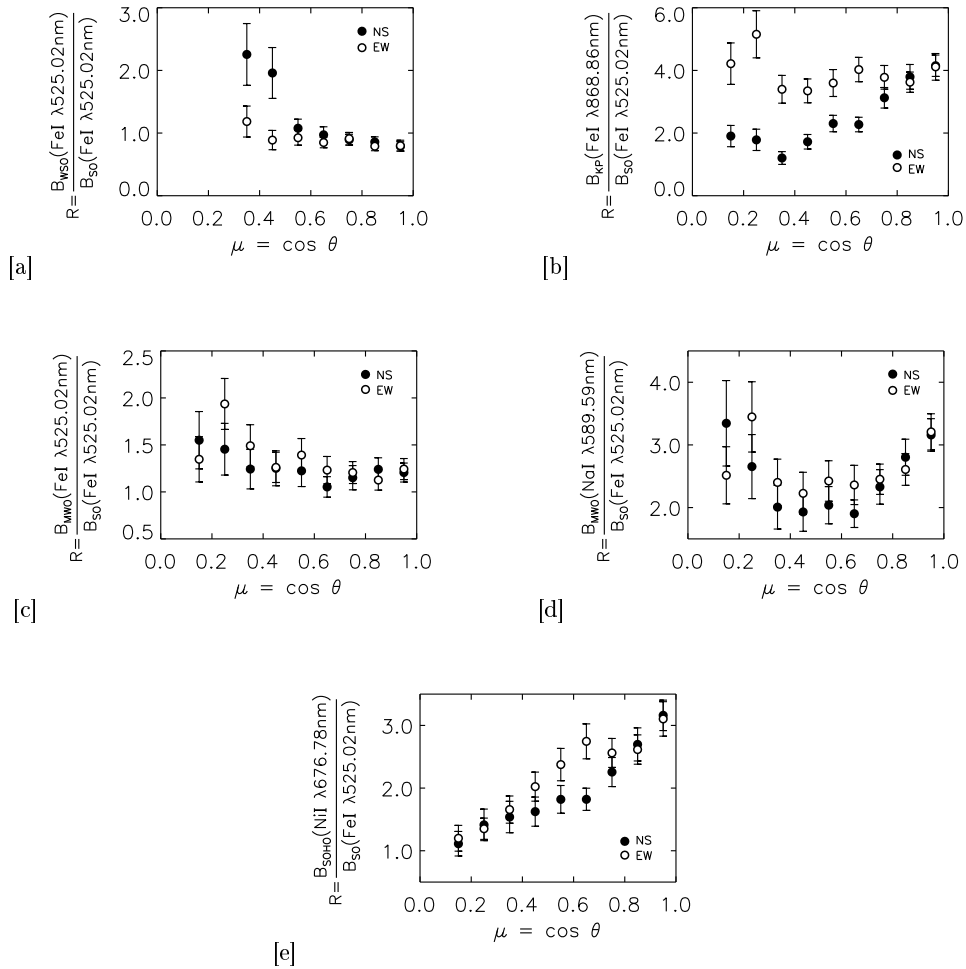 3.0
2.0
1.0
0.0
R= B_WSO(FeI λ525.02nm)
B_SO(FeI λ525.02nm)
NS
EW
0.0 0.2 0.4 0.6 0.8 1.0
μ = cos θ
[a]
6.0
4.0
2.0
0.0
R= B_KP(FeI λ868.86nm)
B_SO(FeI λ525.02nm)
NS
EW
0.0 0.2 0.4 0.6 0.8 1.0
μ = cos θ
[b]
2.5
2.0
1.5
1.0
0.5
R= B_MWO(FeI λ525.02nm)
B_SO(FeI λ525.02nm)
NS
EW
0.0 0.2 0.4 0.6 0.8 1.0
μ = cos θ
[c]
4.0
3.0
2.0
R= B_MWO(NaI λ589.59nm)
B_SO(FeI λ525.02nm)
NS
EW
0.0 0.2 0.4 0.6 0.8 1.0
μ = cos θ
[d]
3.0
2.0
1.0
R= B_SOHO(NiI λ676.78nm)
B_SO(FeI λ525.02nm)
NS
EW
0.0 0.2 0.4 0.6 0.8 1.0
μ = cos θ
[e]